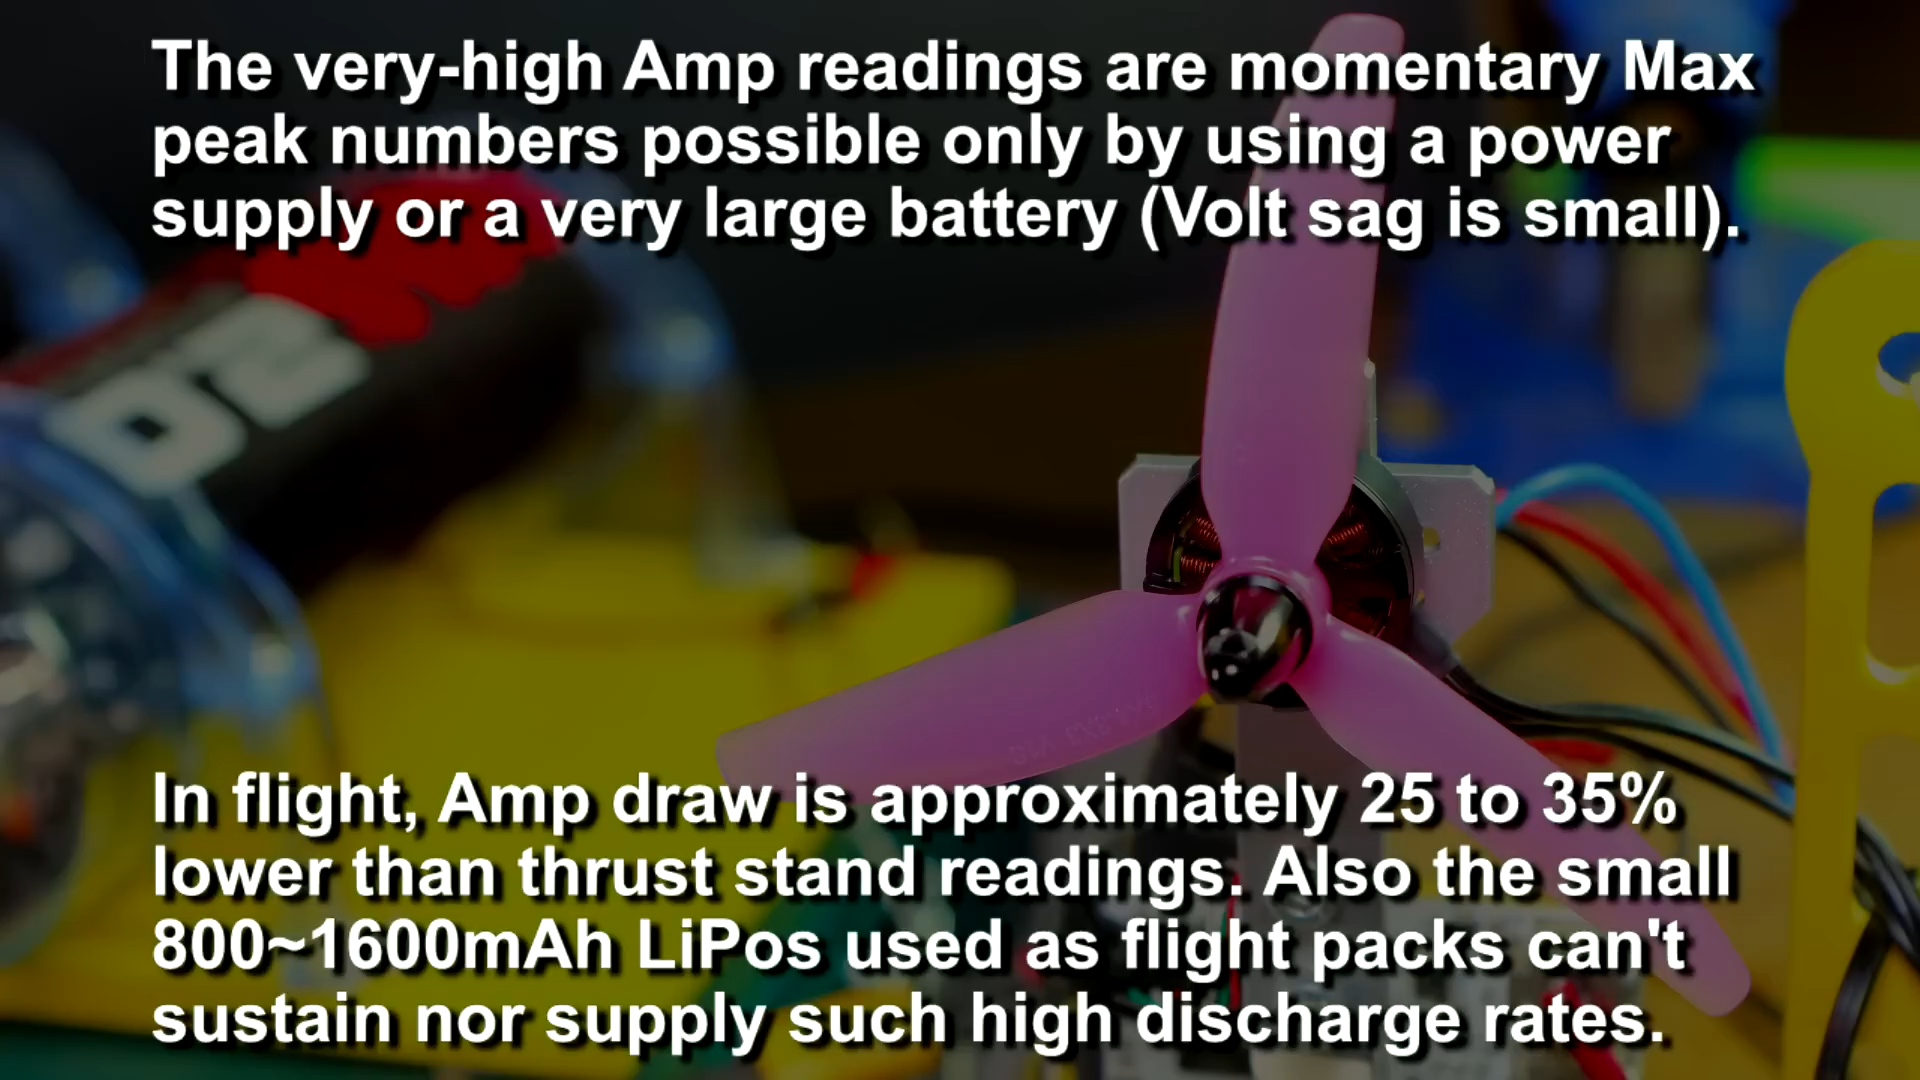 The very-high Amp readings are momentary Max
peak numbers possible only by using a power
supply or a very large battery (Volt sag is small).
In flight, Amp draw is approximately 25 to 35%
lower than thrust stand readings. Also the small
800~1600mAh LiPos used as flight packs can't
sustain nor supply such high discharge rates.